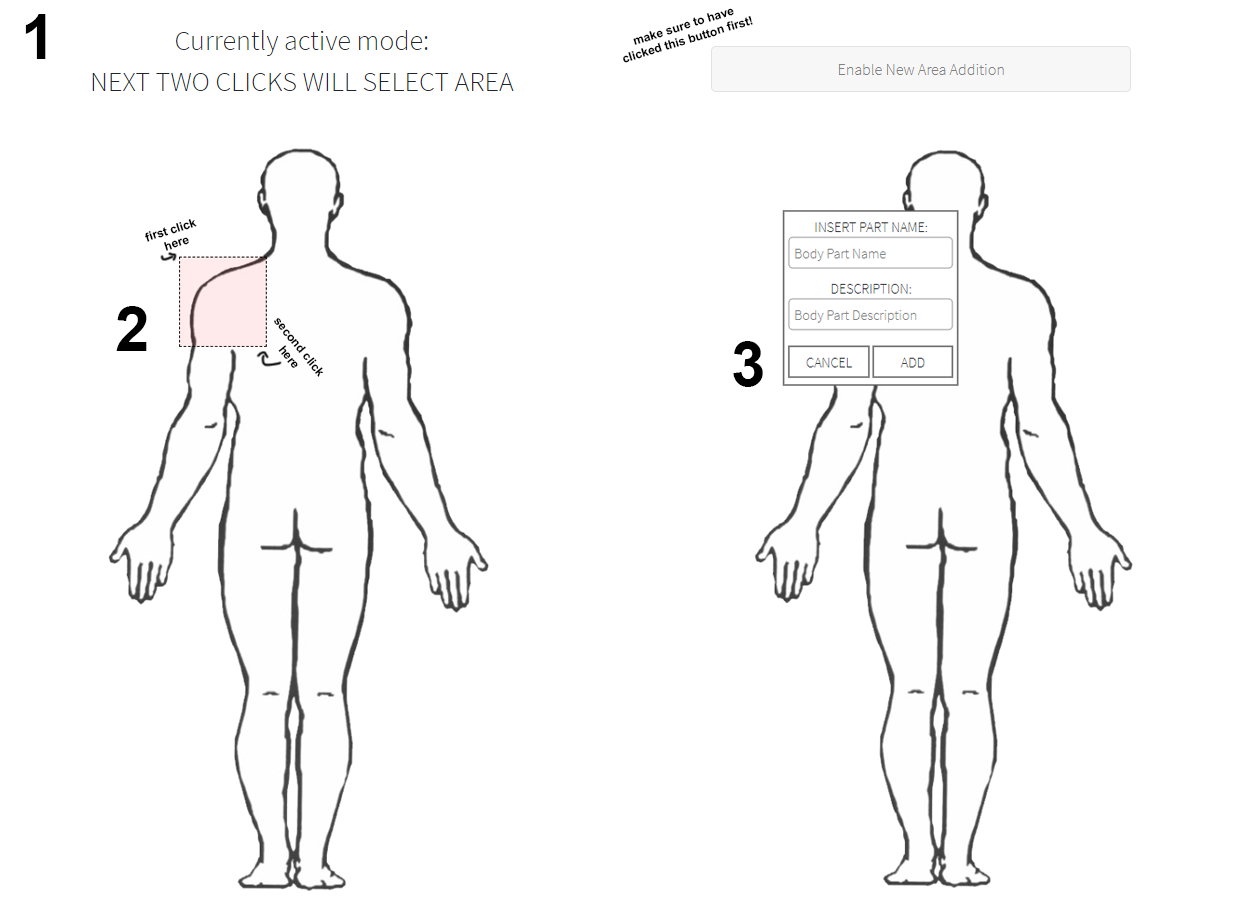 1
Currently active mode:
NEXT TWO CLICKS WILL SELECT AREA
make sure to have
clicked this button first!
Enable New Area Addition
first click
here
2
second click
here
3
INSERT PART NAME:
Body Part Name
DESCRIPTION:
Body Part Description
CANCEL
ADD